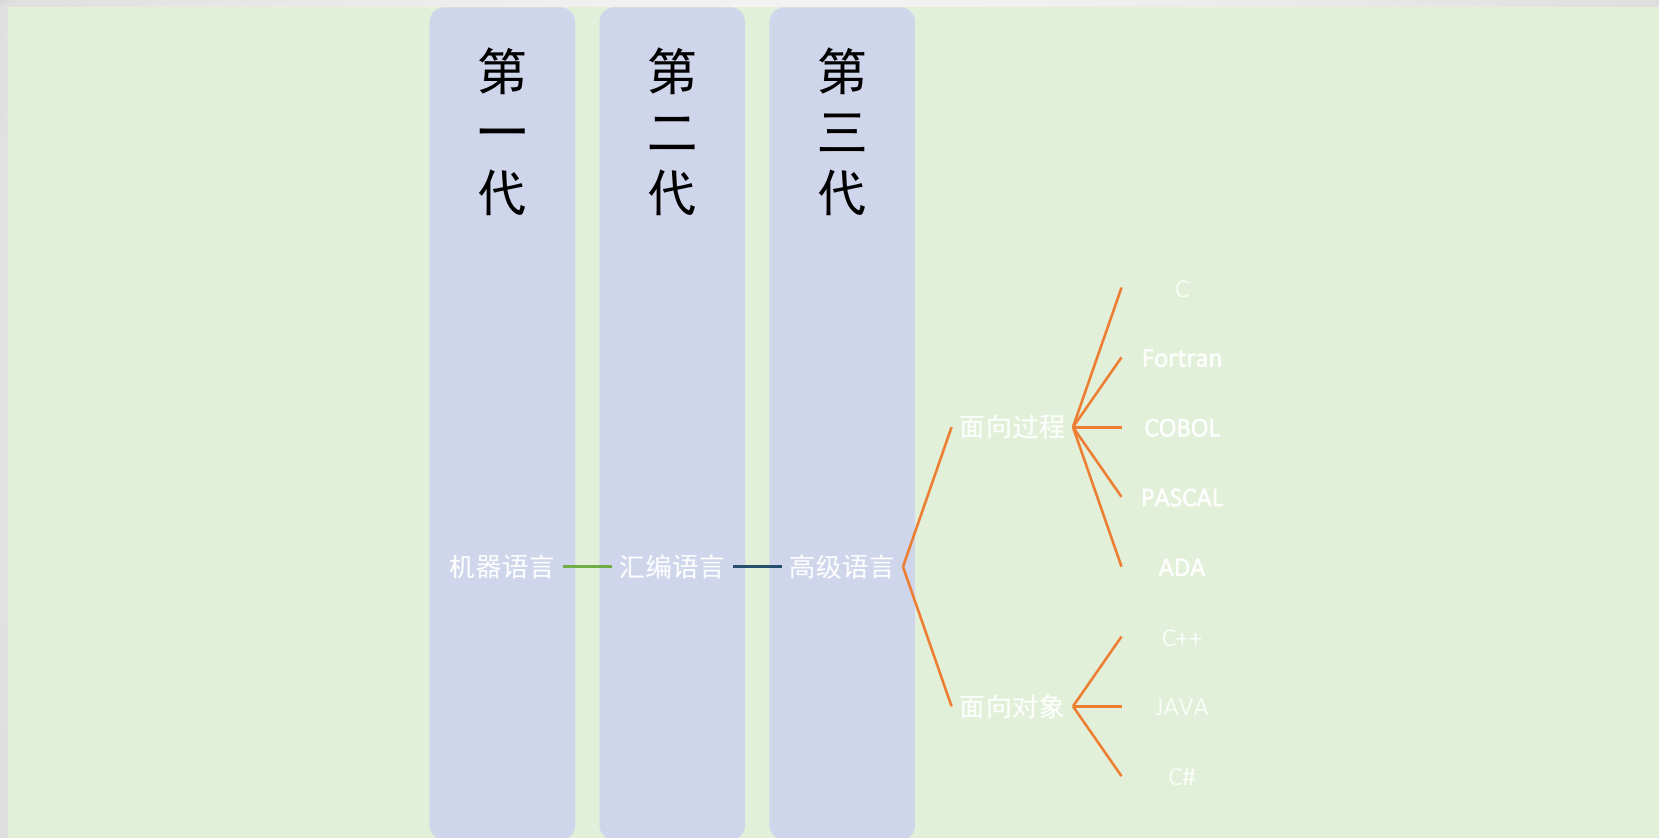 第一代
第二代
第三代
机器语言
汇编语言
高级语言
面向过程
C
Fortran
COBOL
PASCAL
ADA
面向对象
C++
JAVA
C#